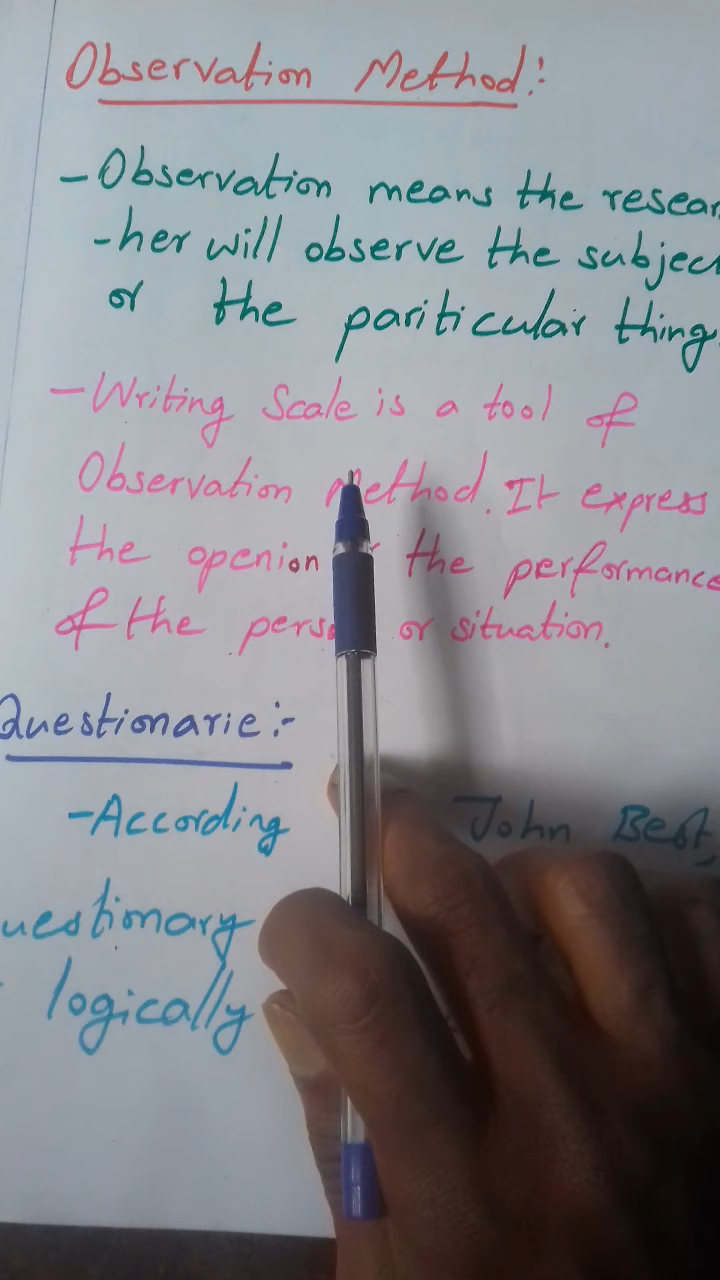 Observation Method:
- Observation means the resear
-her will observe the subjec
or the pariticular thing.
- Writing Scale is a tool of
Observation Method. It express
the openion the performance
of the or situation.
Questionarie:-
- According John Best,
uestionary
logically